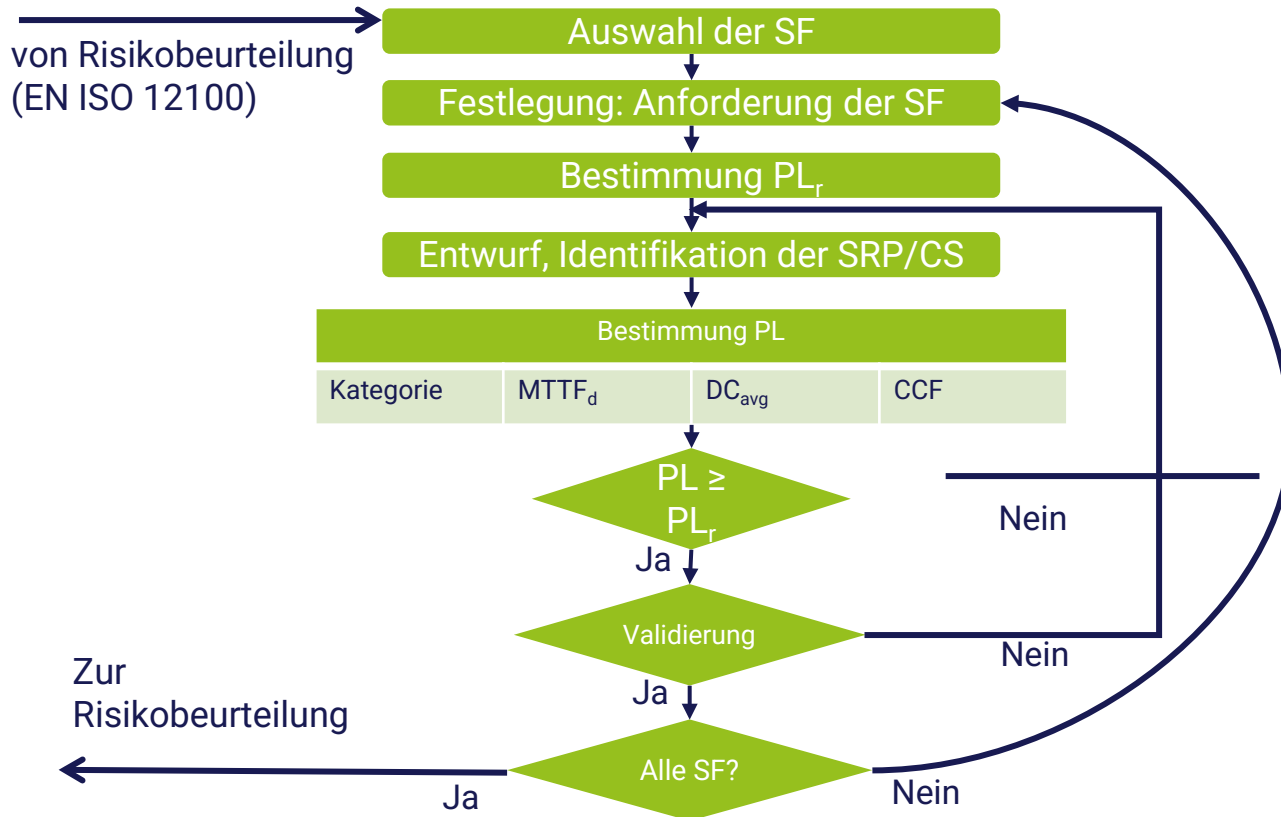 Auswahl der SF
von Risikobeurteilung
(EN ISO 12100)
Festlegung: Anforderung der SF
Bestimmung PLr
Entwurf, Identifikation der SRP/CS
Bestimmung PL
Kategorie
MTTFd
DCavg
CCF
PL ≥
PLr
Nein
Ja
Validierung
Nein
Ja
Zur
Risikobeurteilung
Alle SF?
Ja
Nein